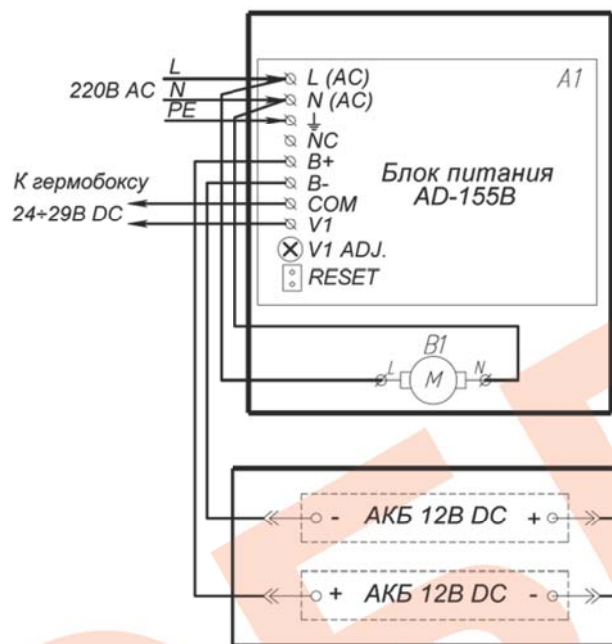 L
L (AC)
A1
220В AC
N
N (AC)
PE
NC
B+
Блок питания
AD-155B
B-
К гермобоксу
COM
24÷29В DC
V1
V1 ADJ.
RESET
B1
L
M
N
- АКБ 12В DC +
+ АКБ 12В DC -